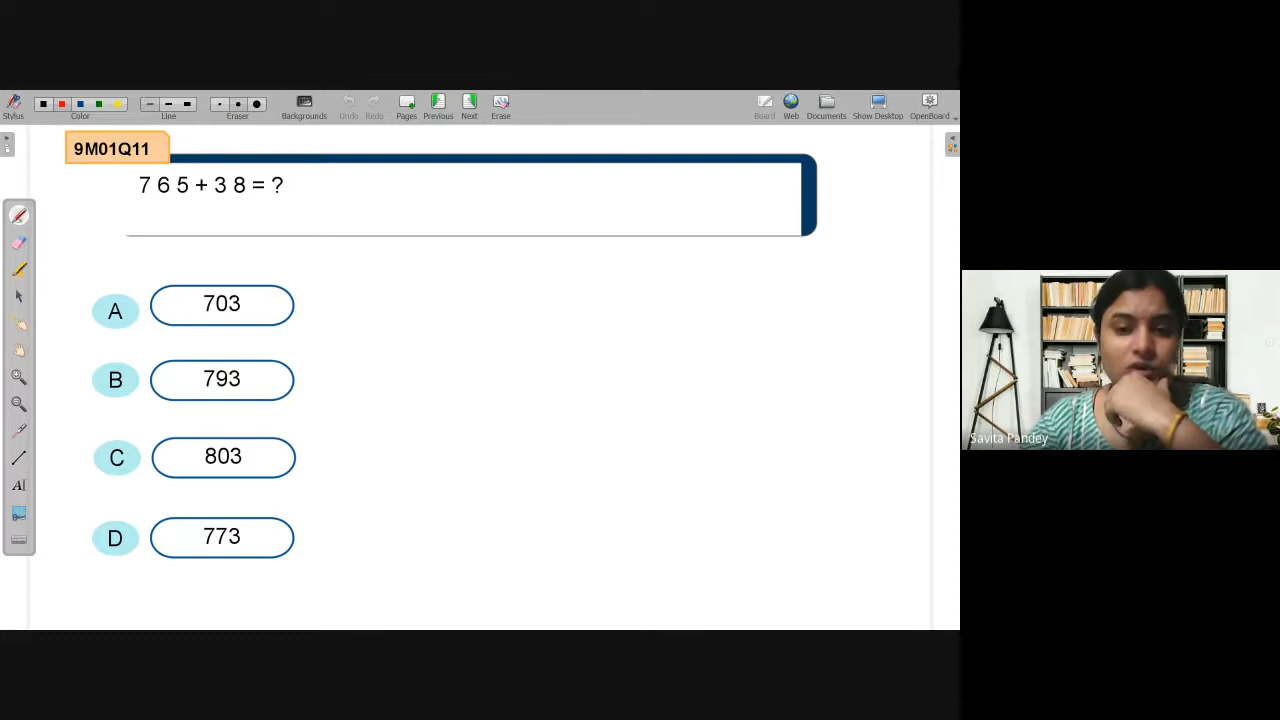 Stylus Color Line Eraser Backgrounds Undo Redo Pages Previous Next Erase Board Web Documents Show Desktop OpenBoard
9M01Q11
7 6 5 + 3 8 = ?
A 703
B 793
C 803
D 773
AI
Savita Pandey